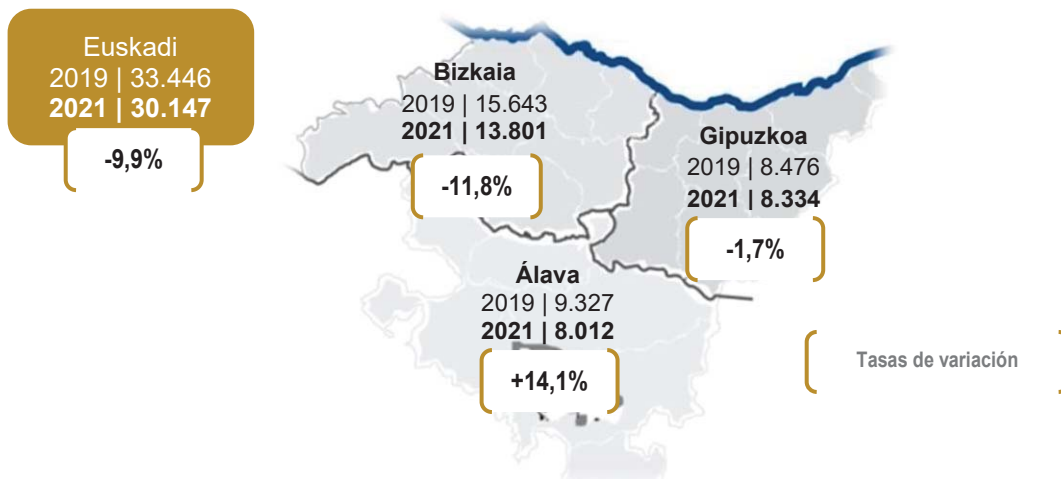 Euskadi
2019 | 33.446
2021 | 30.147
-9,9%
Bizkaia
2019 | 15.643
2021 | 13.801
-11,8%
Gipuzkoa
2019 | 8.476
2021 | 8.334
-1,7%
Álava
2019 | 9.327
2021 | 8.012
+14,1%
Tasas de variación